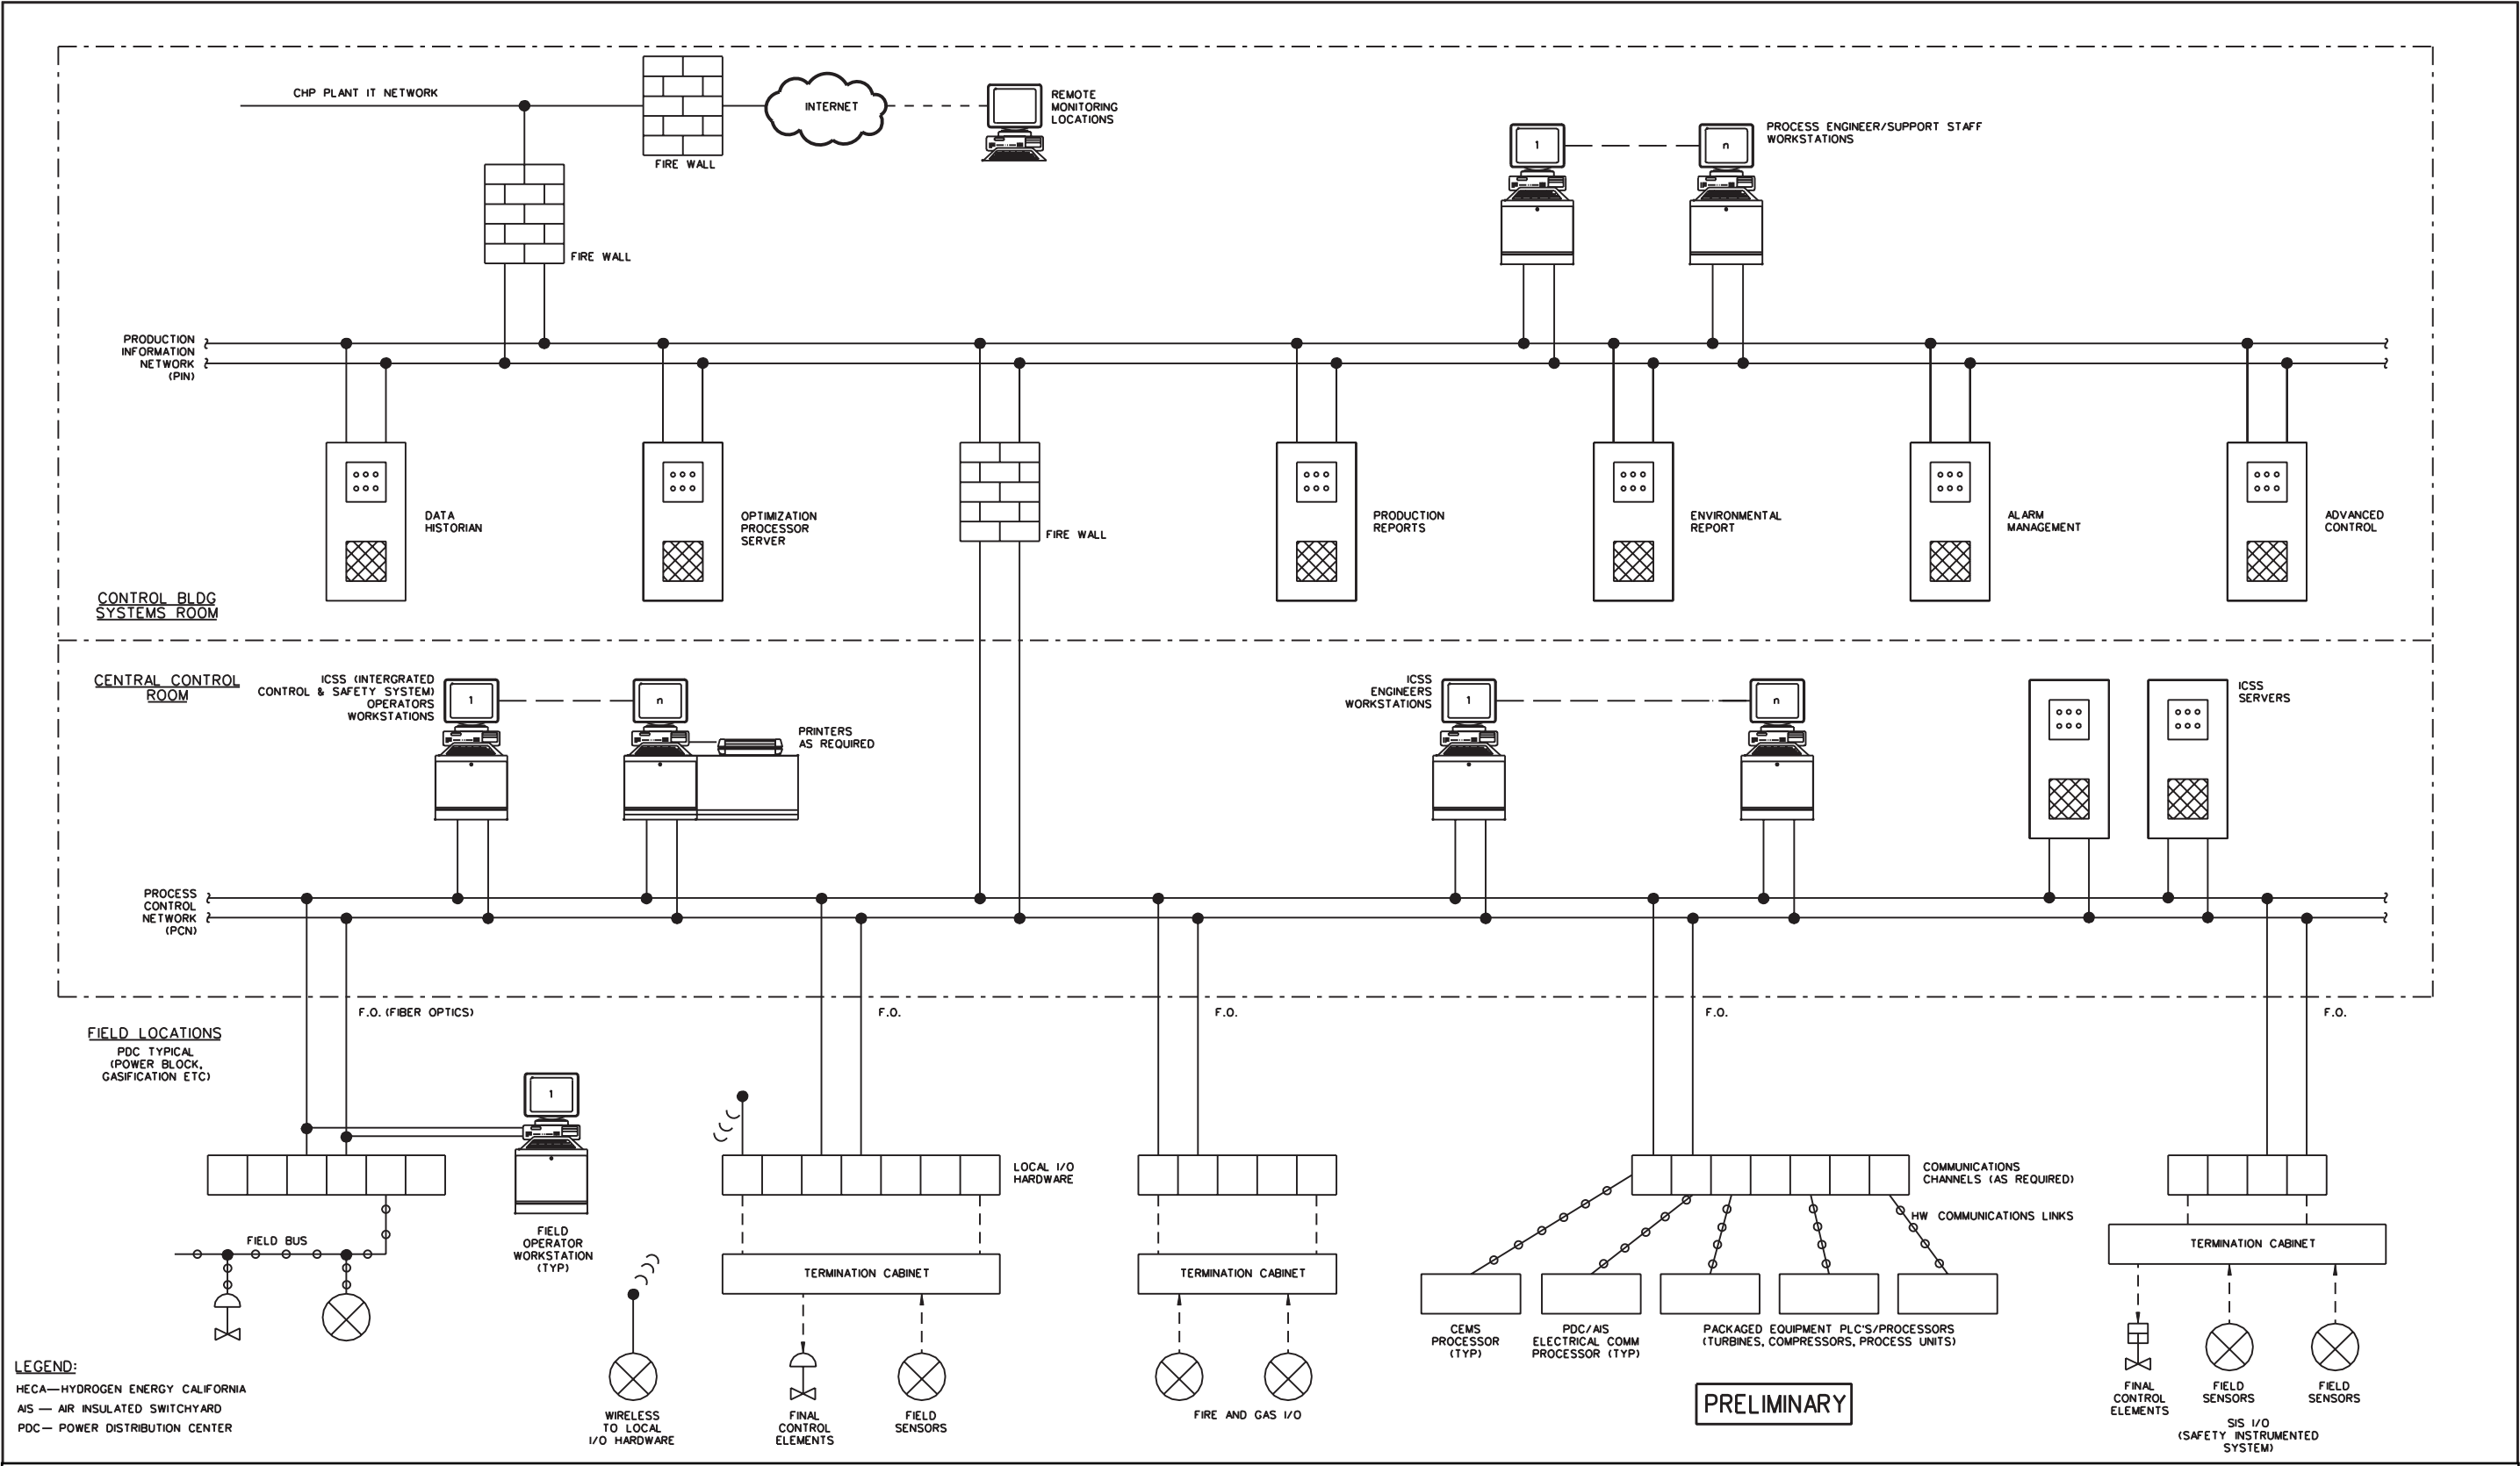 CHP PLANT IT NETWORK
FIRE WALL
INTERNET
REMOTE
MONITORING
LOCATIONS
FIRE WALL
1
n
PROCESS ENGINEER/SUPPORT STAFF
WORKSTATIONS
PRODUCTION
INFORMATION
NETWORK
(PIN)
DATA
HISTORIAN
OPTIMIZATION
PROCESSOR
SERVER
FIRE WALL
PRODUCTION
REPORTS
ENVIRONMENTAL
REPORT
ALARM
MANAGEMENT
ADVANCED
CONTROL
CONTROL BLDG
SYSTEMS ROOM
CENTRAL CONTROL
ROOM
ICSS (INTERGRATED
CONTROL & SAFETY SYSTEM)
OPERATORS
WORKSTATIONS
1
n
PRINTERS
AS REQUIRED
ICSS
ENGINEERS
WORKSTATIONS
1
n
ICSS
SERVERS
PROCESS
CONTROL
NETWORK
(PCN)
F.O. (FIBER OPTICS)
F.O.
F.O.
F.O.
F.O.
FIELD LOCATIONS
PDC TYPICAL
(POWER BLOCK,
GASIFICATION ETC)
1
FIELD BUS
FIELD
OPERATOR
WORKSTATION
(TYP)
LOCAL I/O
HARDWARE
TERMINATION CABINET
TERMINATION CABINET
COMMUNICATIONS
CHANNELS (AS REQUIRED)
HW COMMUNICATIONS LINKS
TERMINATION CABINET
WIRELESS
TO LOCAL
I/O HARDWARE
FINAL
CONTROL
ELEMENTS
FIELD
SENSORS
FIRE AND GAS I/O
CEMS
PROCESSOR
(TYP)
PDC/AIS
ELECTRICAL COMM
PROCESSOR (TYP)
PACKAGED EQUIPMENT PLC'S/PROCESSORS
(TURBINES, COMPRESSORS, PROCESS UNITS)
PRELIMINARY
FINAL
CONTROL
ELEMENTS
FIELD
SENSORS
FIELD
SENSORS
SIS I/O
(SAFETY INSTRUMENTED
SYSTEM)
LEGEND:
HECA—HYDROGEN ENERGY CALIFORNIA
AIS — AIR INSULATED SWITCHYARD
PDC— POWER DISTRIBUTION CENTER